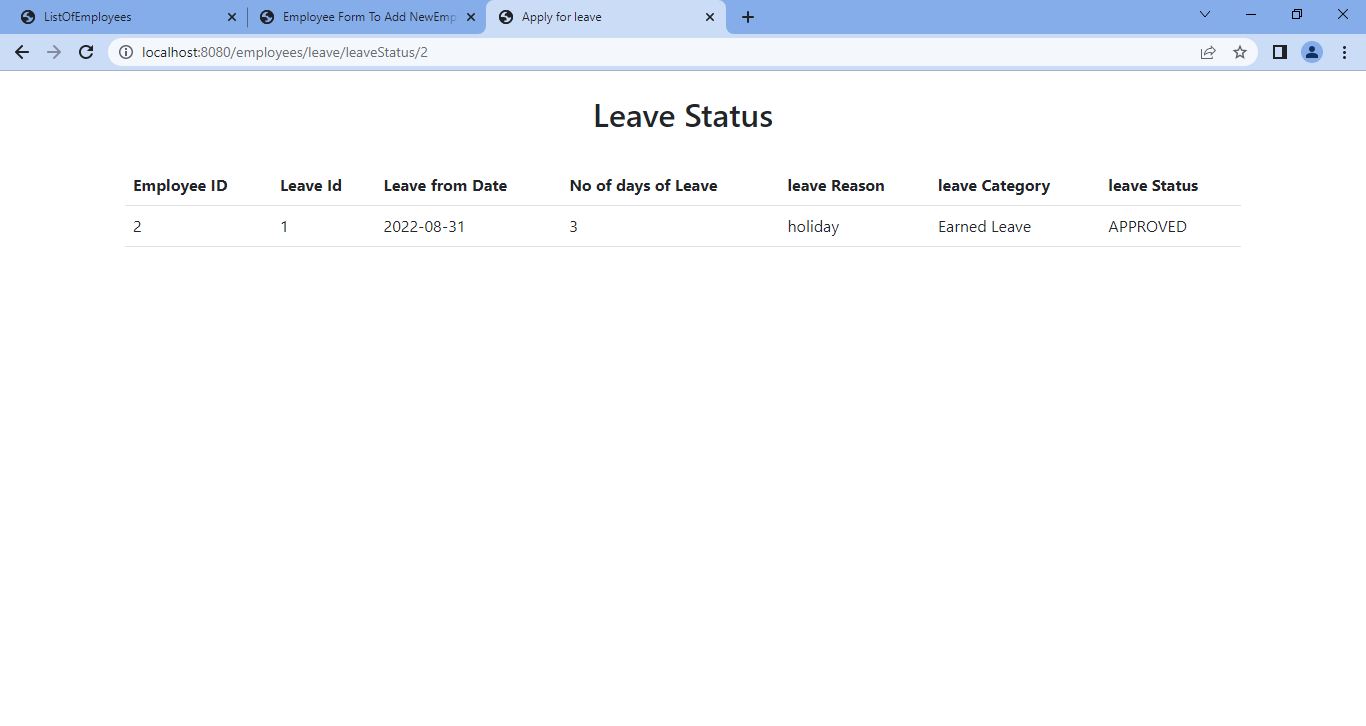 ListOfEmployees
Employee Form To Add NewEmp
Apply for leave
localhost:8080/employees/leave/leaveStatus/2
Leave Status
Employee ID Leave Id Leave from Date No of days of Leave leave Reason leave Category leave Status
2 1 2022-08-31 3 holiday Earned Leave APPROVED